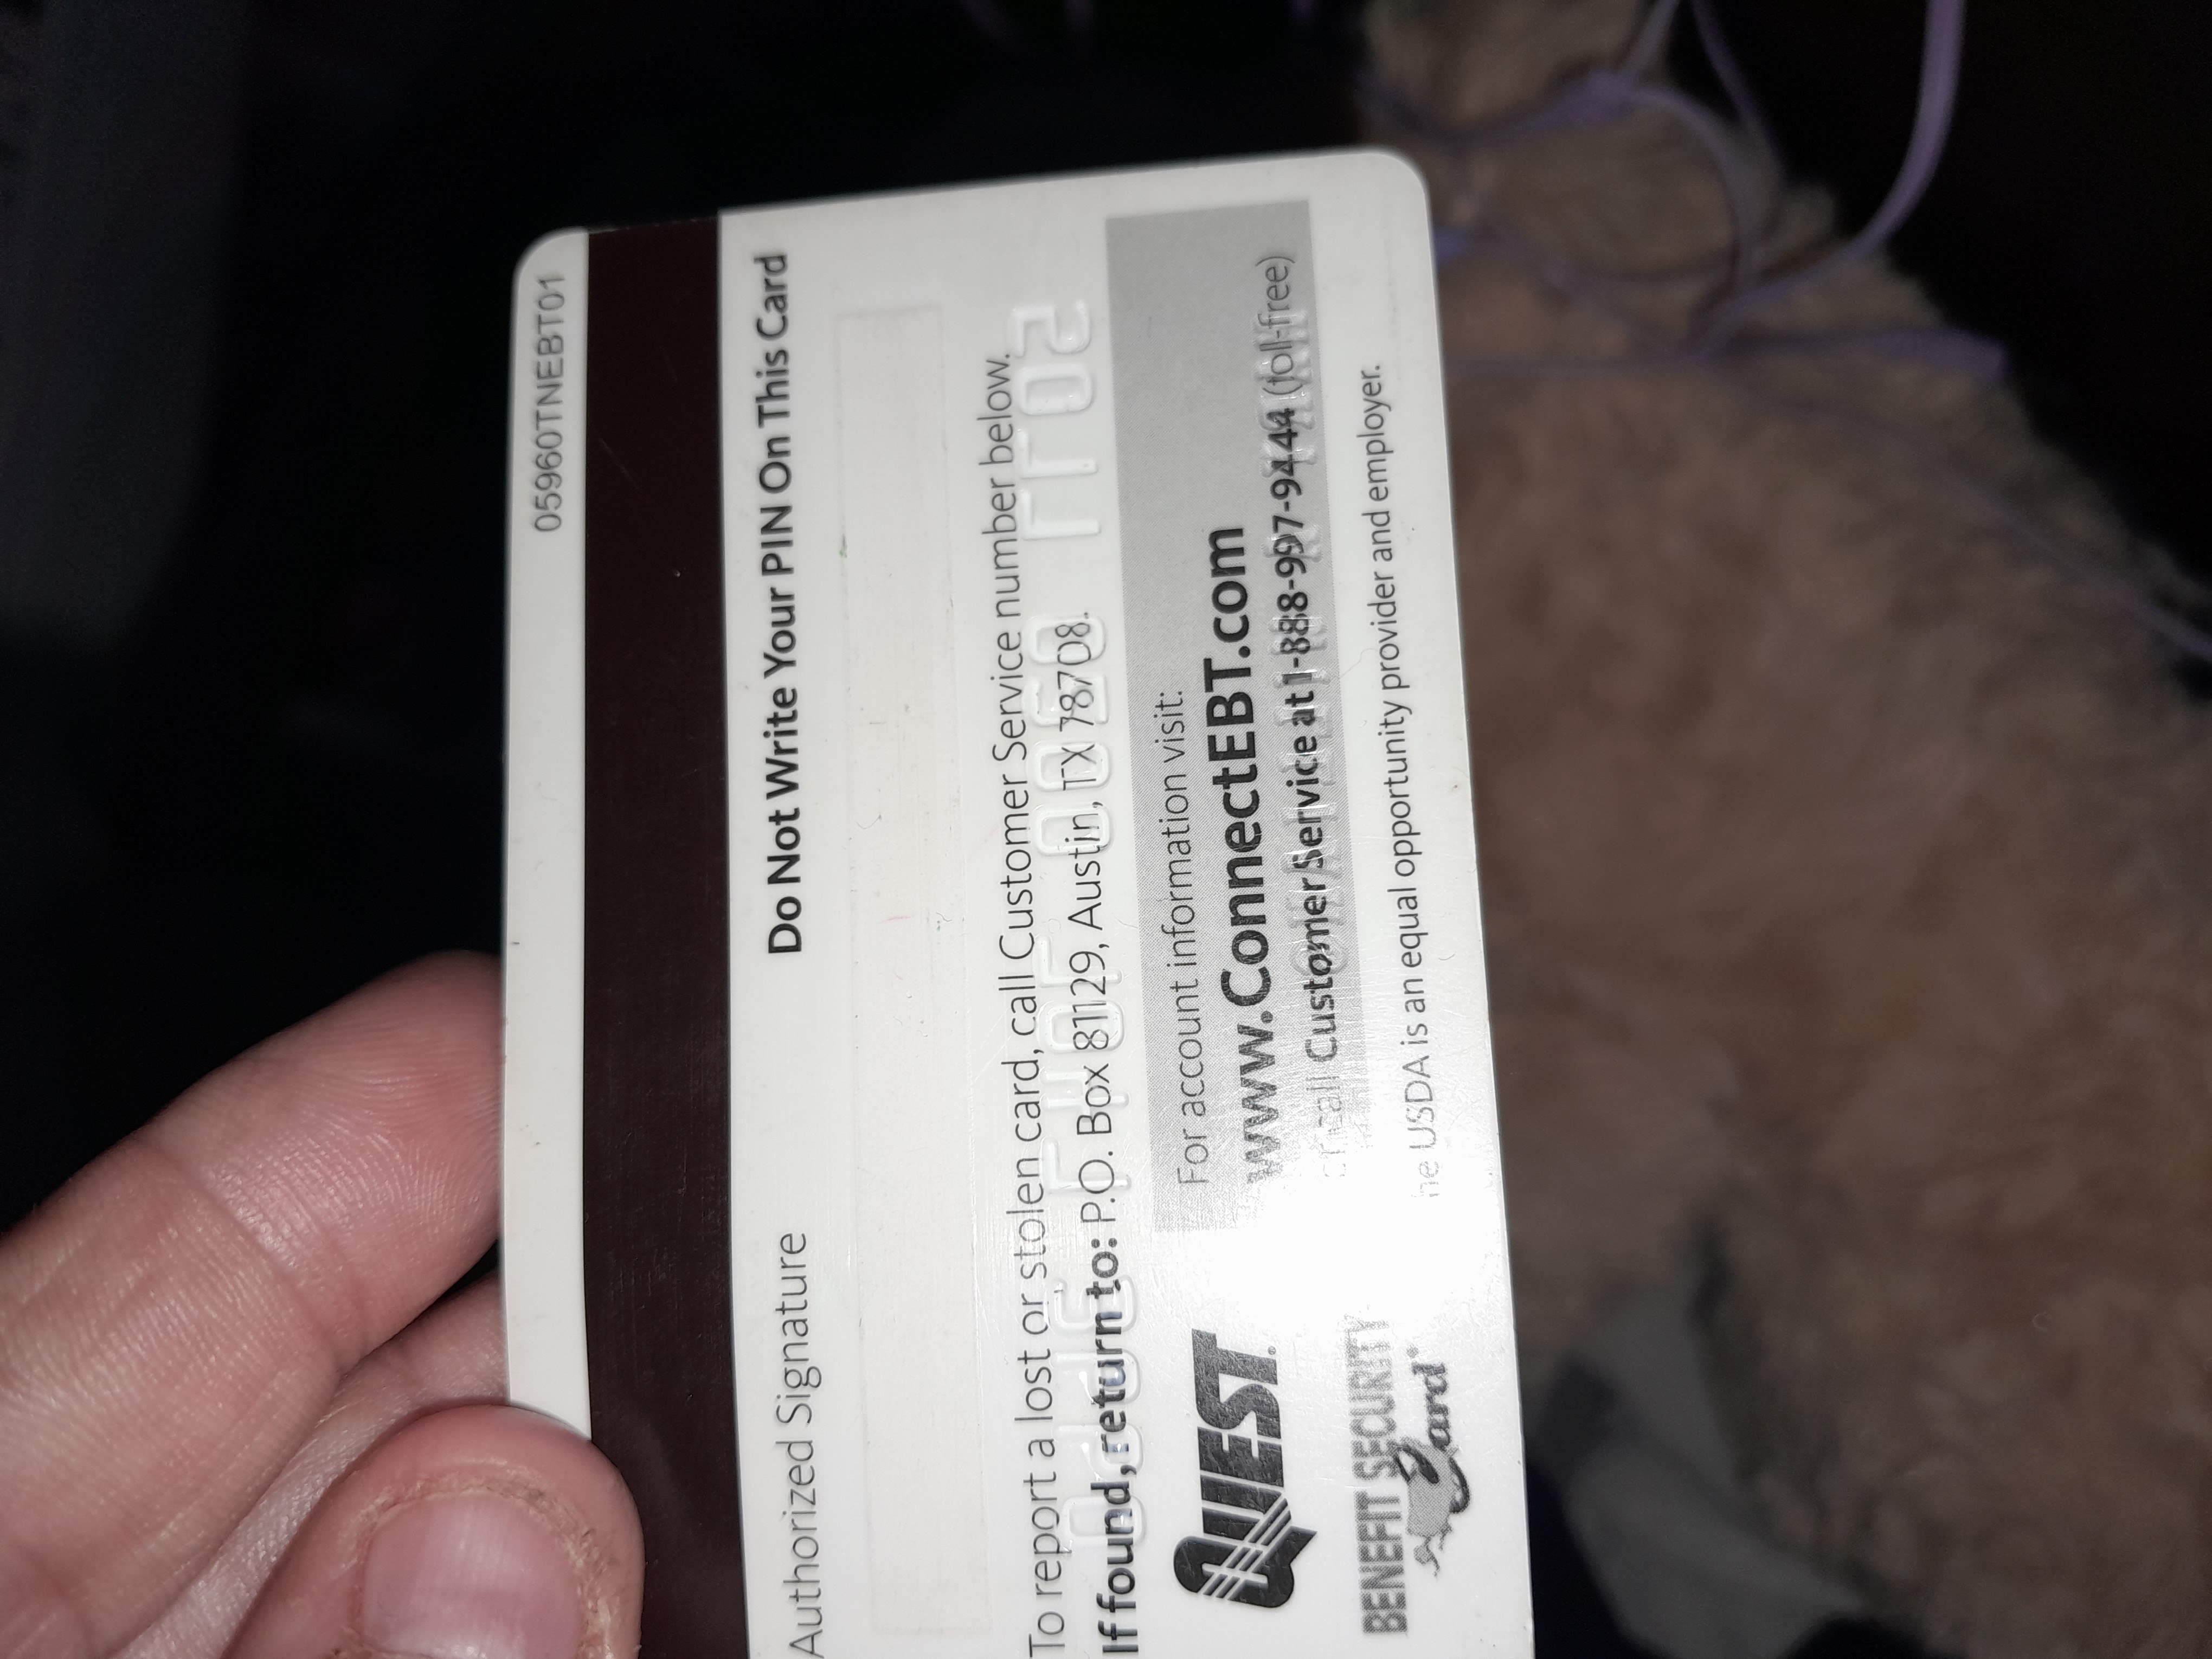 05960TNEBT01
Authorized Signature
Do Not Write Your PIN On This Card
To report a lost or stolen card, call Customer Service number below.
If found, return to: P.O. Box 81129, Austin, TX 78708.
For account information visit:
www.ConnectEBT.com
or call Customer Service at 1-888-997-9444 (toll-free)
USDA is an equal opportunity provider and employer.
QUEST®
BENEFIT SECURITY
Card